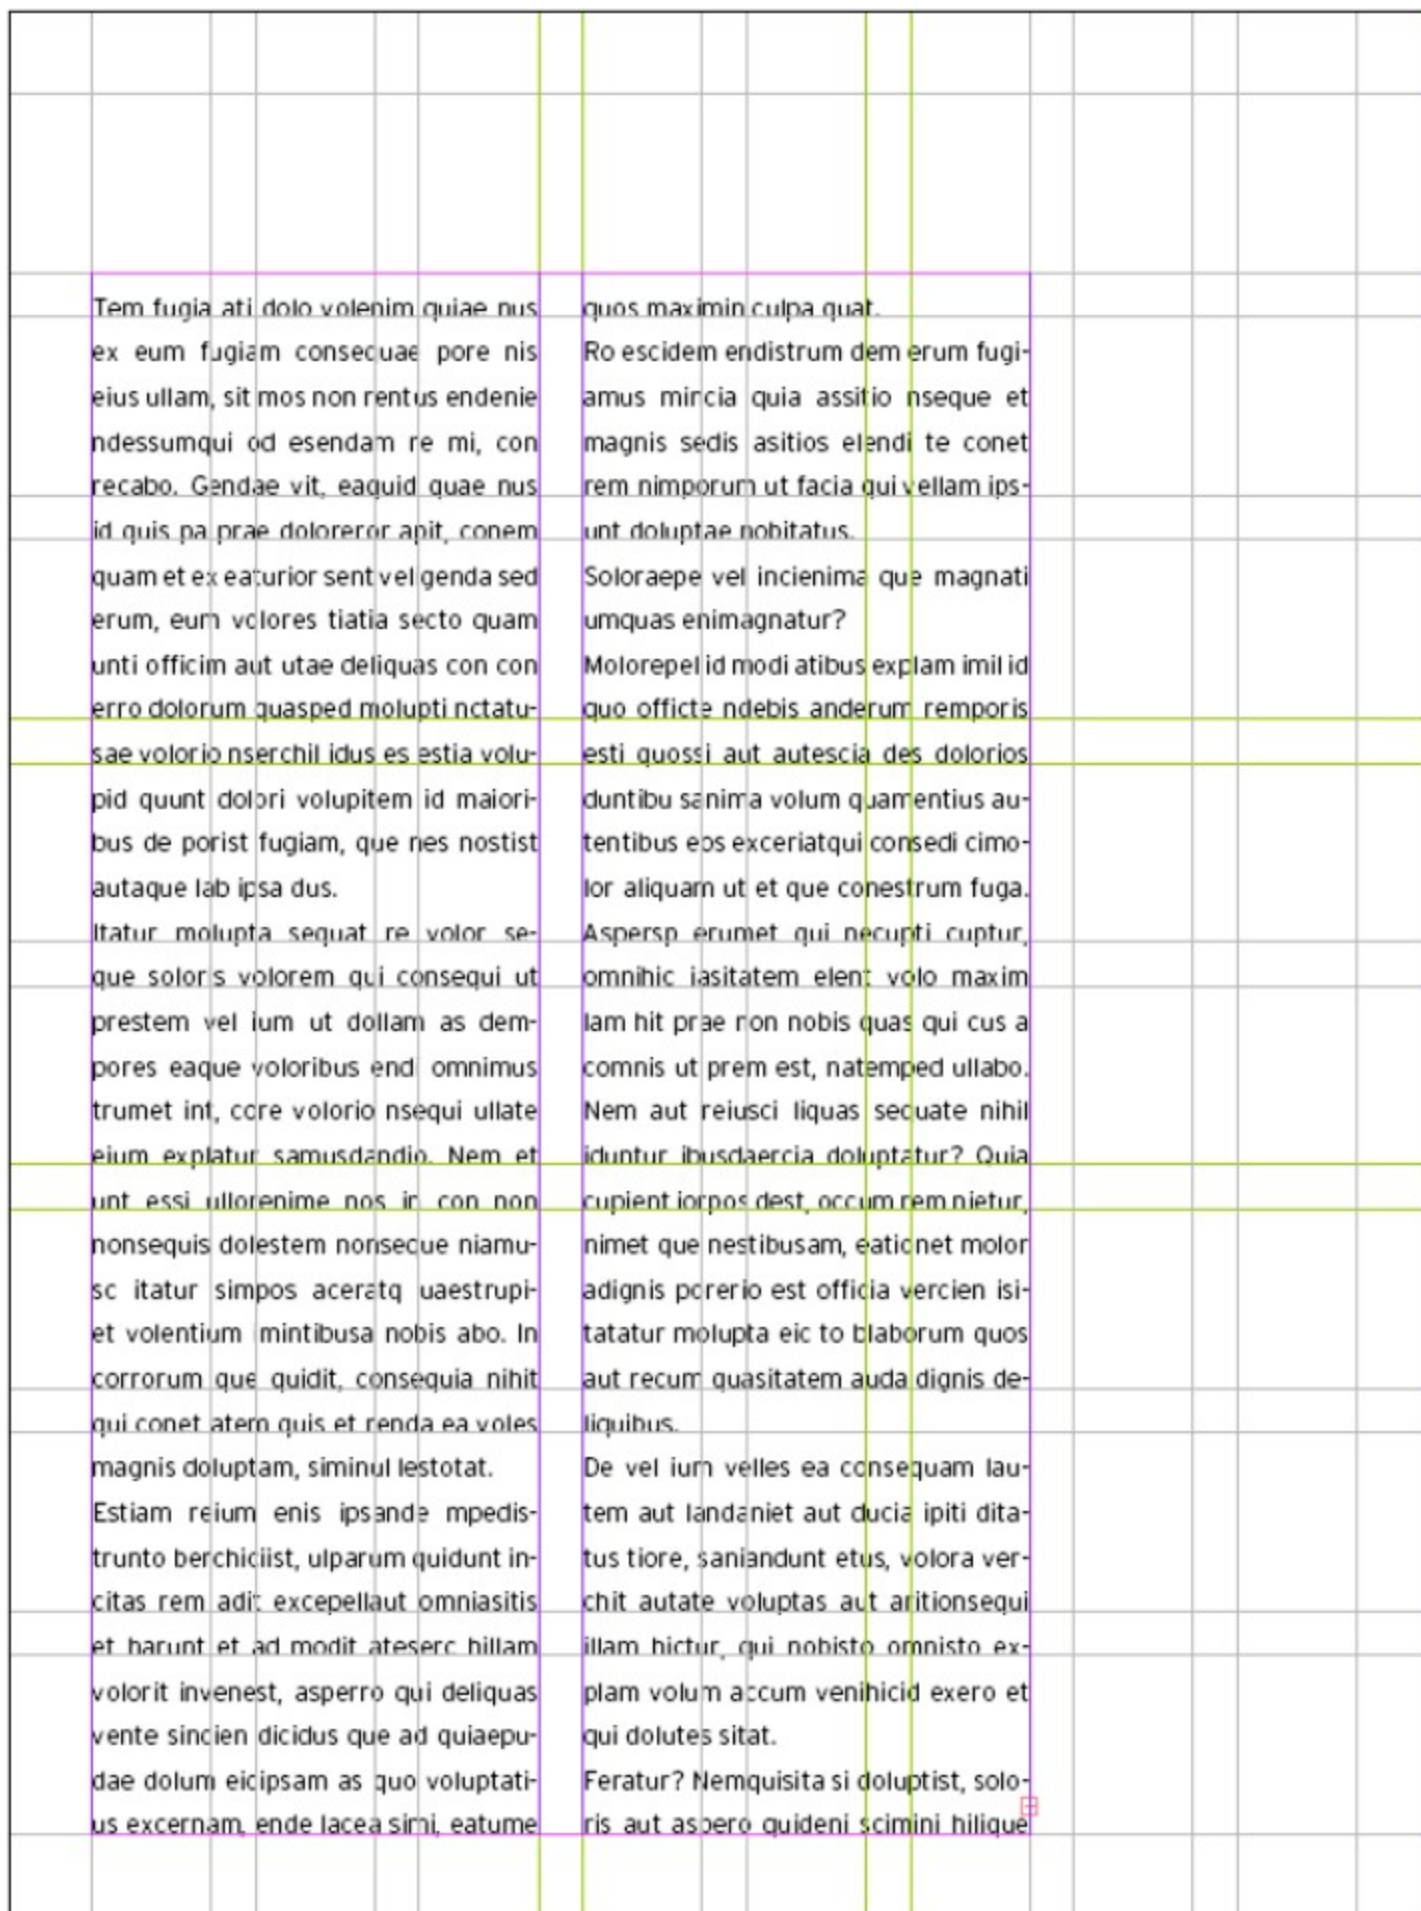 Tem fugia ati dolo volenim quiae nus
ex eum fugiam consequae pore nis
eius ullam, sit mos non rentus endenie
ndessumqui od esendam re mi, con
recabo. Gendae vit, eaquid quae nus
id quis pa prae doloreror apit, conem
quam et ex eaturior sent vel genda sed
erum, eum volores tiatia secto quam
unti officim aut utae deliquas con con
erro dolorum quasped molupti nctatu-
sae volorio nserchil idus es estia volu-
pid quunt dolori volupitem id maiori-
bus de porist fugiam, que nes nostist
autaque lab ipsa dus.
Itatur molupta sequat re volor se-
que soloris volorem qui consequi ut
prestem vel ium ut dollam as dem-
pores eaque voloribus end omnimus
trumet int, core volorio nsequi ullate
eium explatur samusdandio. Nem et
unt essi ullorenime nos in con non
nonsequis dolestem nonseque niamu-
sc itatur simpos aceratq uaestrupi-
et volentium mintibusa nobis abo. In
corrorum que quidit, consequia nihit
qui conet atem quis et renda ea voles
magnis doluptam, siminul lestotat.
Estiam reium enis ipsande mpedis-
trunto berchiciist, ulparum quidunt in-
citas rem adit excepellaut omniasitis
et harunt et ad modit ateserc hillam
volorit invenest, asperro qui deliquas
vente sincien dicidus que ad quiaepu-
dae dolum eicipsam as quo voluptati-
us excernam, ende lacea simi, eatume
quos maximin culpa quat.
Ro escidem endistrum dem erum fugi-
amus mincia quia assitio nseque et
magnis sedis asitios elendi te conet
rem nimporum ut facia qui vellam ips-
unt doluptae nobitatus.
Soloraepe vel incienima que magnati
umquas enimagnatur?
Molorepel id modi atibus explam imil id
quo officte ndebis anderum remporis
esti quossi aut autescia des dolorios
duntibu sanima volum quamentius au-
tentibus eos exceriatqui consedi cimo-
lor aliquam ut et que conestrum fuga.
Aspersp erumet qui necupti cuptur,
omnihic iasitatem elent volo maxim
lam hit prae non nobis quas qui cus a
comnis ut prem est, natemped ullabo.
Nem aut reiusci liquas sequate nihil
iduntur ibusdaercia doluptatur? Quia
cupient iorpos dest, occum rem nietur,
nimet que nestibusam, eationet molor
adignis porerio est officia vercien isi-
tatatur molupta eic to blaborum quos
aut recum quasitatem auda dignis de-
liquibus.
De vel ium velles ea consequam lau-
tem aut landaniet aut ducia ipiti dita-
tus tiore, saniandunt etus, volora ver-
chit autate voluptas aut aritionsequi
illam hictur, qui nobisto omnisto ex-
plam volum accum venihicid exero et
qui dolutes sitat.
Feratur? Nemquisita si doluptist, solo-
ris aut aspero quideni scimini hilique